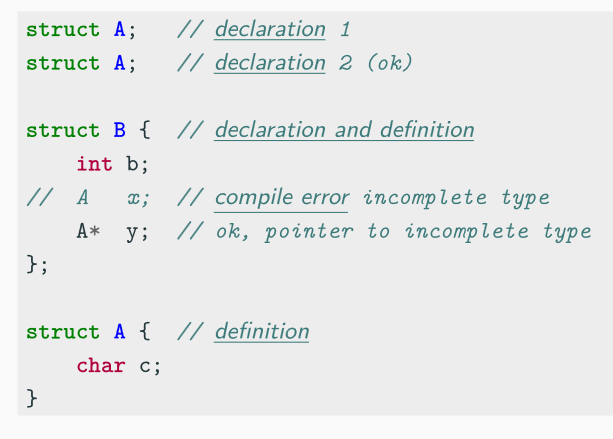 struct A;   // declaration 1
struct A;   // declaration 2 (ok)
struct B {  // declaration and definition
    int b;
//  A   x;  // compile error incomplete type
    A*  y;  // ok, pointer to incomplete type
};
struct A {  // definition
    char c;
}